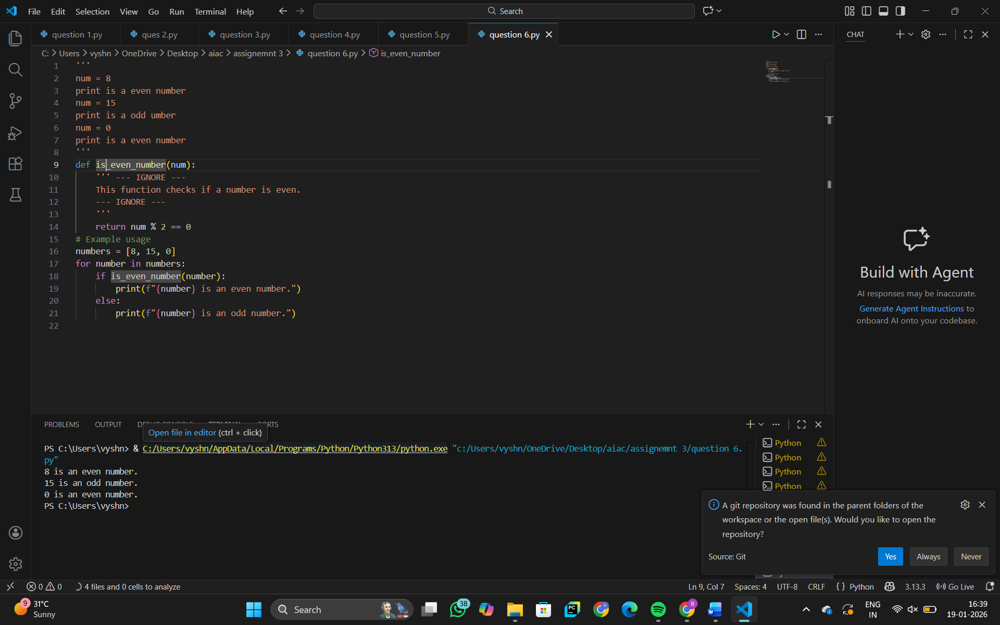 File Edit Selection View Go Run Terminal Help
Search
question 1.py
ques 2.py
question 3.py
question 4.py
question 5.py
question 6.py
CHAT
C: > Users > vyshn > OneDrive > Desktop > aiac > assignemnt 3 > question 6.py > is_even_number
1 '''
2 num = 8
3 print is a even number
4 num = 15
5 print is a odd umber
6 num = 0
7 print is a even number
8 '''
9 def is_even_number(num):
10 ''' --- IGNORE ---
11 This function checks if a number is even.
12 --- IGNORE ---
13 '''
14 return num % 2 == 0
15 # Example usage
16 numbers = [8, 15, 0]
17 for number in numbers:
18 if is_even_number(number):
19 print(f"{number} is an even number.")
20 else:
21 print(f"{number} is an odd number.")
22
Build with Agent
AI responses may be inaccurate.
Generate Agent Instructions to
onboard AI onto your codebase.
PROBLEMS OUTPUT DEBUG CONSOLE TERMINAL PORTS
Open file in editor (ctrl + click)
PS C:\Users\vyshn> & C:/Users/vyshn/AppData/Local/Programs/Python/Python313/python.exe "c:/Users/vyshn/OneDrive/Desktop/aiac/assignemnt 3/question 6.
py"
8 is an even number.
15 is an odd number.
0 is an even number.
PS C:\Users\vyshn>
Python
Python
Python
Python
A git repository was found in the parent folders of the
workspace or the open file(s). Would you like to open the
repository?
Source: Git
Yes
Always
Never
0 0 4 files and 0 cells to analyze
Ln 9, Col 7 Spaces: 4 UTF-8 CRLF { } Python 3.13.3 Go Live
9
31°C
Sunny
Search
38
PC
V
B
W
ENG
IN
16:39
19-01-2026